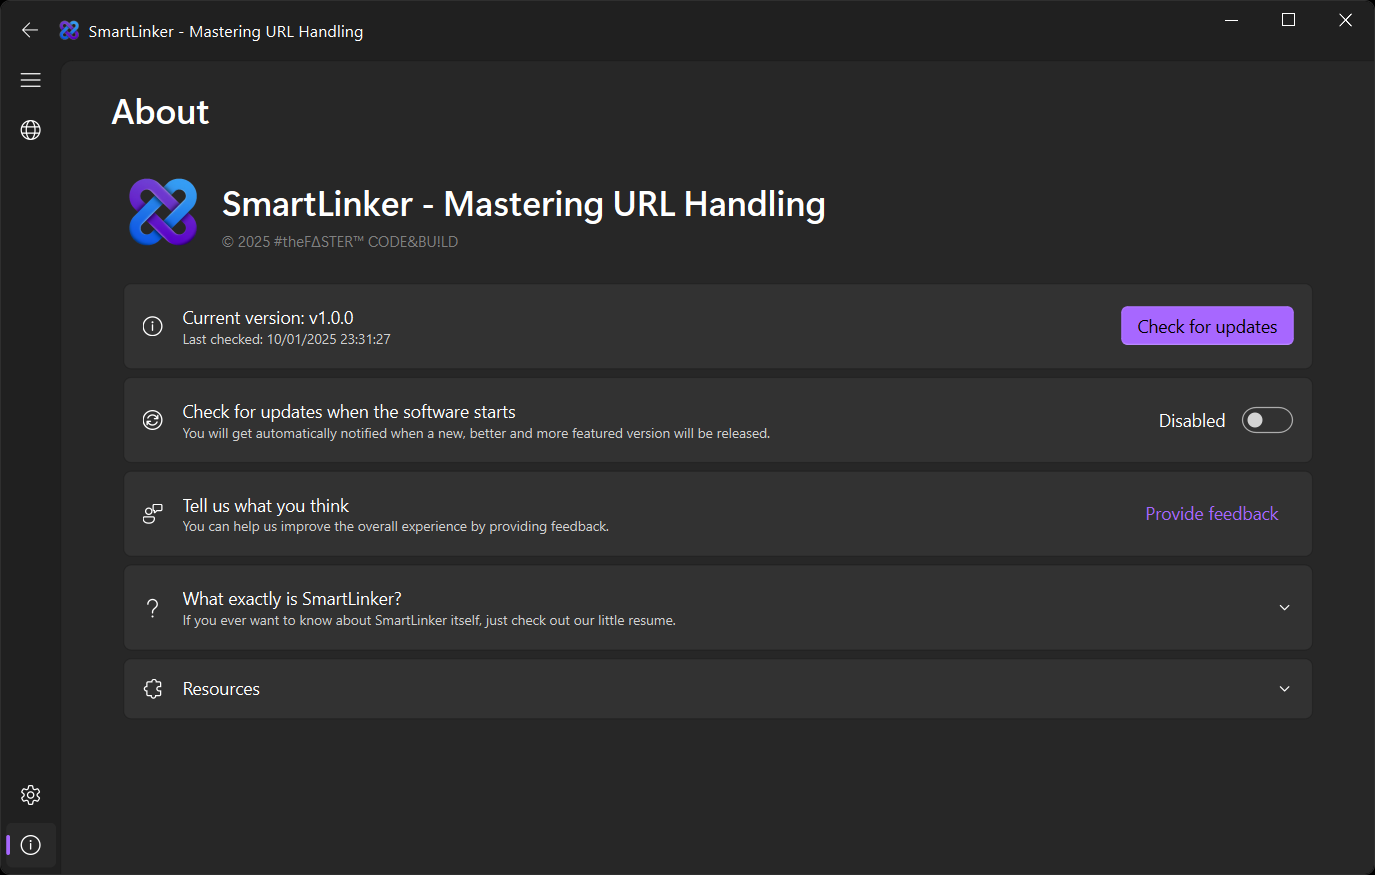 SmartLinker - Mastering URL Handling
About
SmartLinker - Mastering URL Handling
© 2025 #theFΔSTER™ CODE&BU!LD
Current version: v1.0.0
Last checked: 10/01/2025 23:31:27
Check for updates
Check for updates when the software starts
You will get automatically notified when a new, better and more featured version will be released.
Disabled
Tell us what you think
You can help us improve the overall experience by providing feedback.
Provide feedback
What exactly is SmartLinker?
If you ever want to know about SmartLinker itself, just check out our little resume.
Resources